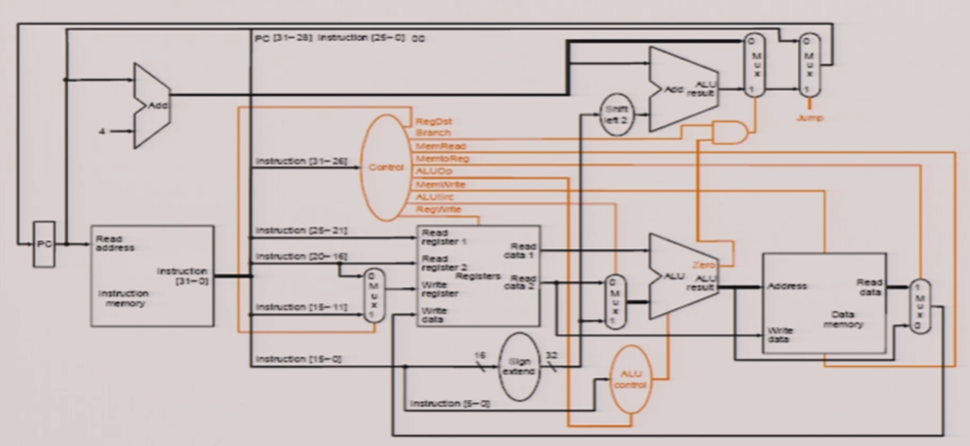 PC [31-28] Instruction [25-0] 00
0
M
u
x
1
0
M
u
x
1
Add
4
Add ALU
result
Shift
left 2
Jump
RegDst
Branch
MemRead
MemtoReg
ALUOp
MemWrite
ALUSrc
RegWrite
Instruction [31-26]
Control
PC
Read
address
Instruction
[31-0]
Instruction
memory
Instruction [25-21]
Instruction [20-16]
Instruction [15-11]
0
M
u
x
1
Read
register 1
Read
register 2
Registers
Write
register
Write
data
Read
data 1
Read
data 2
0
M
u
x
1
Zero
ALU ALU
result
Address
Read
data
Data
memory
Write
data
1
M
u
x
0
Instruction [15-0]
16
Sign
extend
32
ALU
control
Instruction [5-0]